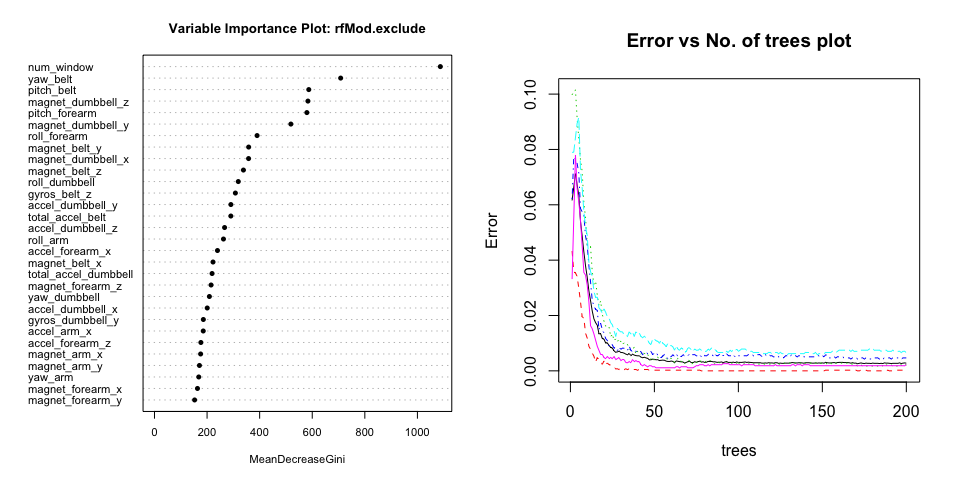 Variable Importance Plot: rfMod.exclude
num_window
yaw_belt
pitch_belt
magnet_dumbbell_z
pitch_forearm
magnet_dumbbell_y
roll_forearm
magnet_belt_y
magnet_dumbbell_x
magnet_belt_z
roll_dumbbell
gyros_belt_z
accel_dumbbell_y
total_accel_belt
accel_dumbbell_z
roll_arm
accel_forearm_x
magnet_belt_x
total_accel_dumbbell
magnet_forearm_z
yaw_dumbbell
accel_dumbbell_x
gyros_dumbbell_y
accel_arm_x
accel_forearm_z
magnet_arm_x
magnet_arm_y
yaw_arm
magnet_forearm_x
magnet_forearm_y
0 200 400 600 800 1000
MeanDecreaseGini
Error vs No. of trees plot
Error
0.10
0.08
0.06
0.04
0.02
0.00
0 50 100 150 200
trees